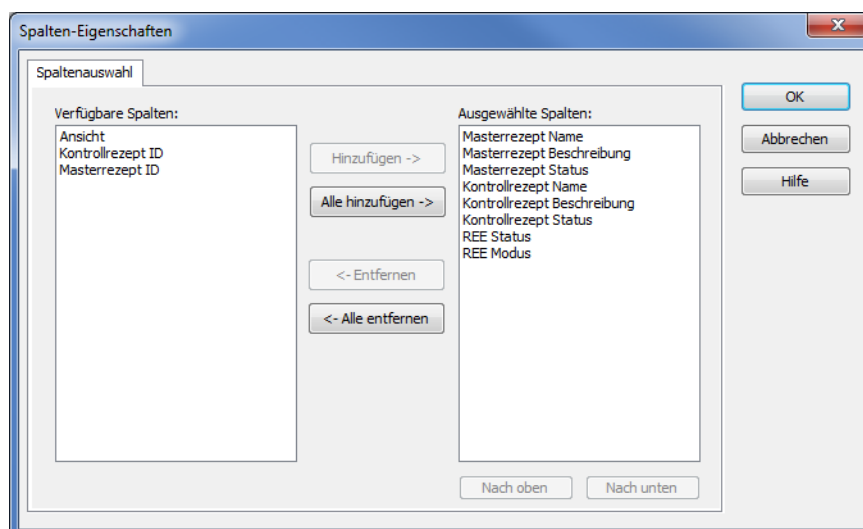 Spalten-Eigenschaften
Spaltenauswahl
Verfügbare Spalten:
Ansicht
Kontrollrezept ID
Masterrezept ID
Hinzufügen ->
Alle hinzufügen ->
<- Entfernen
<- Alle entfernen
Ausgewählte Spalten:
Masterrezept Name
Masterrezept Beschreibung
Masterrezept Status
Kontrollrezept Name
Kontrollrezept Beschreibung
Kontrollrezept Status
REE Status
REE Modus
Nach oben
Nach unten
OK
Abbrechen
Hilfe